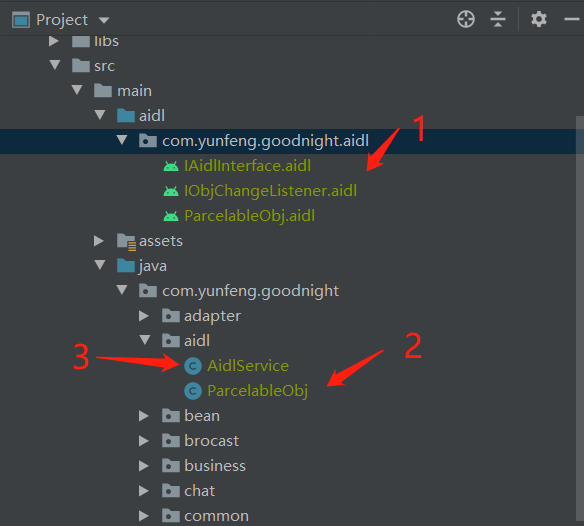 Project
libs
src
main
aidl
com.yunfeng.goodnight.aidl
1
IAidlInterface.aidl
IObjChangeListener.aidl
ParcelableObj.aidl
assets
java
com.yunfeng.goodnight
adapter
aidl
2
3
C AidlService
C ParcelableObj
bean
brocast
business
chat
common